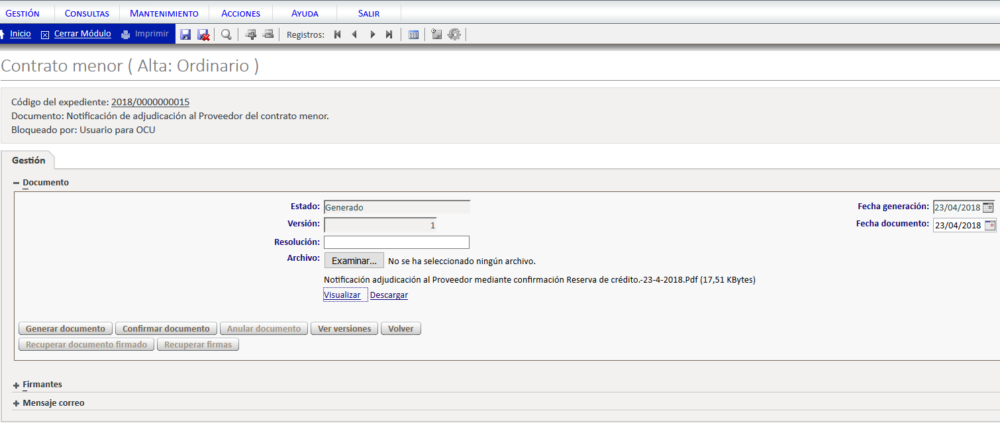 GESTIÓN CONSULTAS MANTENIMIENTO ACCIONES AYUDA SALIR
Inicio Cerrar Módulo Imprimir Registros:
Contrato menor ( Alta: Ordinario )
Código del expediente: 2018/0000000015
Documento: Notificación de adjudicación al Proveedor del contrato menor.
Bloqueado por: Usuario para OCU
Gestión
Documento
Estado: Generado Fecha generación: 23/04/2018
Versión: 1 Fecha documento: 23/04/2018
Resolución:
Archivo: Examinar... No se ha seleccionado ningún archivo.
Notificación adjudicación al Proveedor mediante confirmación Reserva de crédito.-23-4-2018.Pdf (17,51 KBytes)
Visualizar Descargar
Generar documento Confirmar documento Anular documento Ver versiones Volver
Recuperar documento firmado Recuperar firmas
Firmantes
Mensaje correo